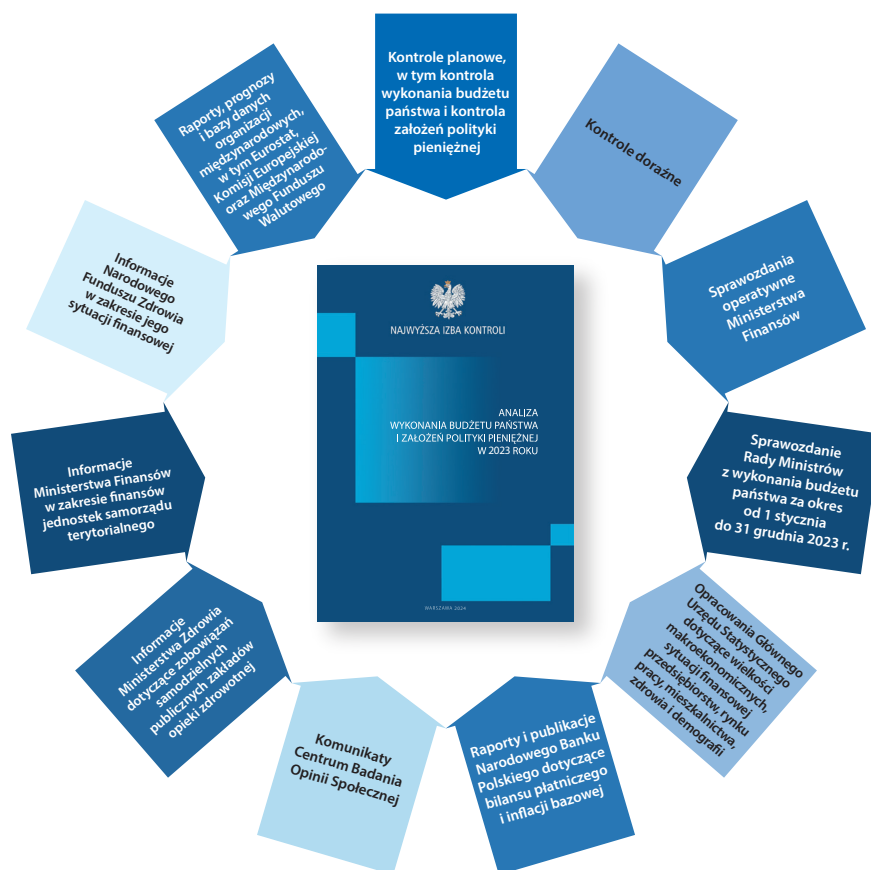 Kontrole planowe,
w tym kontrola
wykonania budżetu
państwa i kontrola
założeń polityki
pieniężnej
Kontrole doraźne
Sprawozdania
operatywne
Ministerstwa
Finansów
Sprawozdanie
Rady Ministrów
z wykonania budżetu
państwa za okres
od 1 stycznia
do 31 grudnia 2023 r.
Opracowania Głównego
Urzędu Statystycznego
dotyczące wielkości
makroekonomicznych,
sytuacji finansowej
przedsiębiorstw, rynku
pracy, mieszkalnictwa,
zdrowia i demografii
Raporty i publikacje
Narodowego Banku
Polskiego dotyczące
bilansu płatniczego
i inflacji bazowej
Komunikaty
Centrum Badania
Opinii Społecznej
Informacje
Ministerstwa Zdrowia
dotyczące zobowiązań
samodzielnych
publicznych zakładów
opieki zdrowotnej
Informacje
Ministerstwa Finansów
w zakresie finansów
jednostek samorządu
terytorialnego
Informacje
Narodowego
Funduszu Zdrowia
w zakresie jego
sytuacji finansowej
Raporty, prognozy
i bazy danych
organizacji
międzynarodowych,
w tym Eurostat,
Komisji Europejskiej
oraz Międzynarodo-
wego Funduszu
Walutowego
NAJWYŻSZA IZBA KONTROLI
ANALIZA
WYKONANIA BUDŻETU PAŃSTWA
I ZAŁOŻEŃ POLITYKI PIENIĘŻNEJ
W 2023 ROKU
WARSZAWA 2024